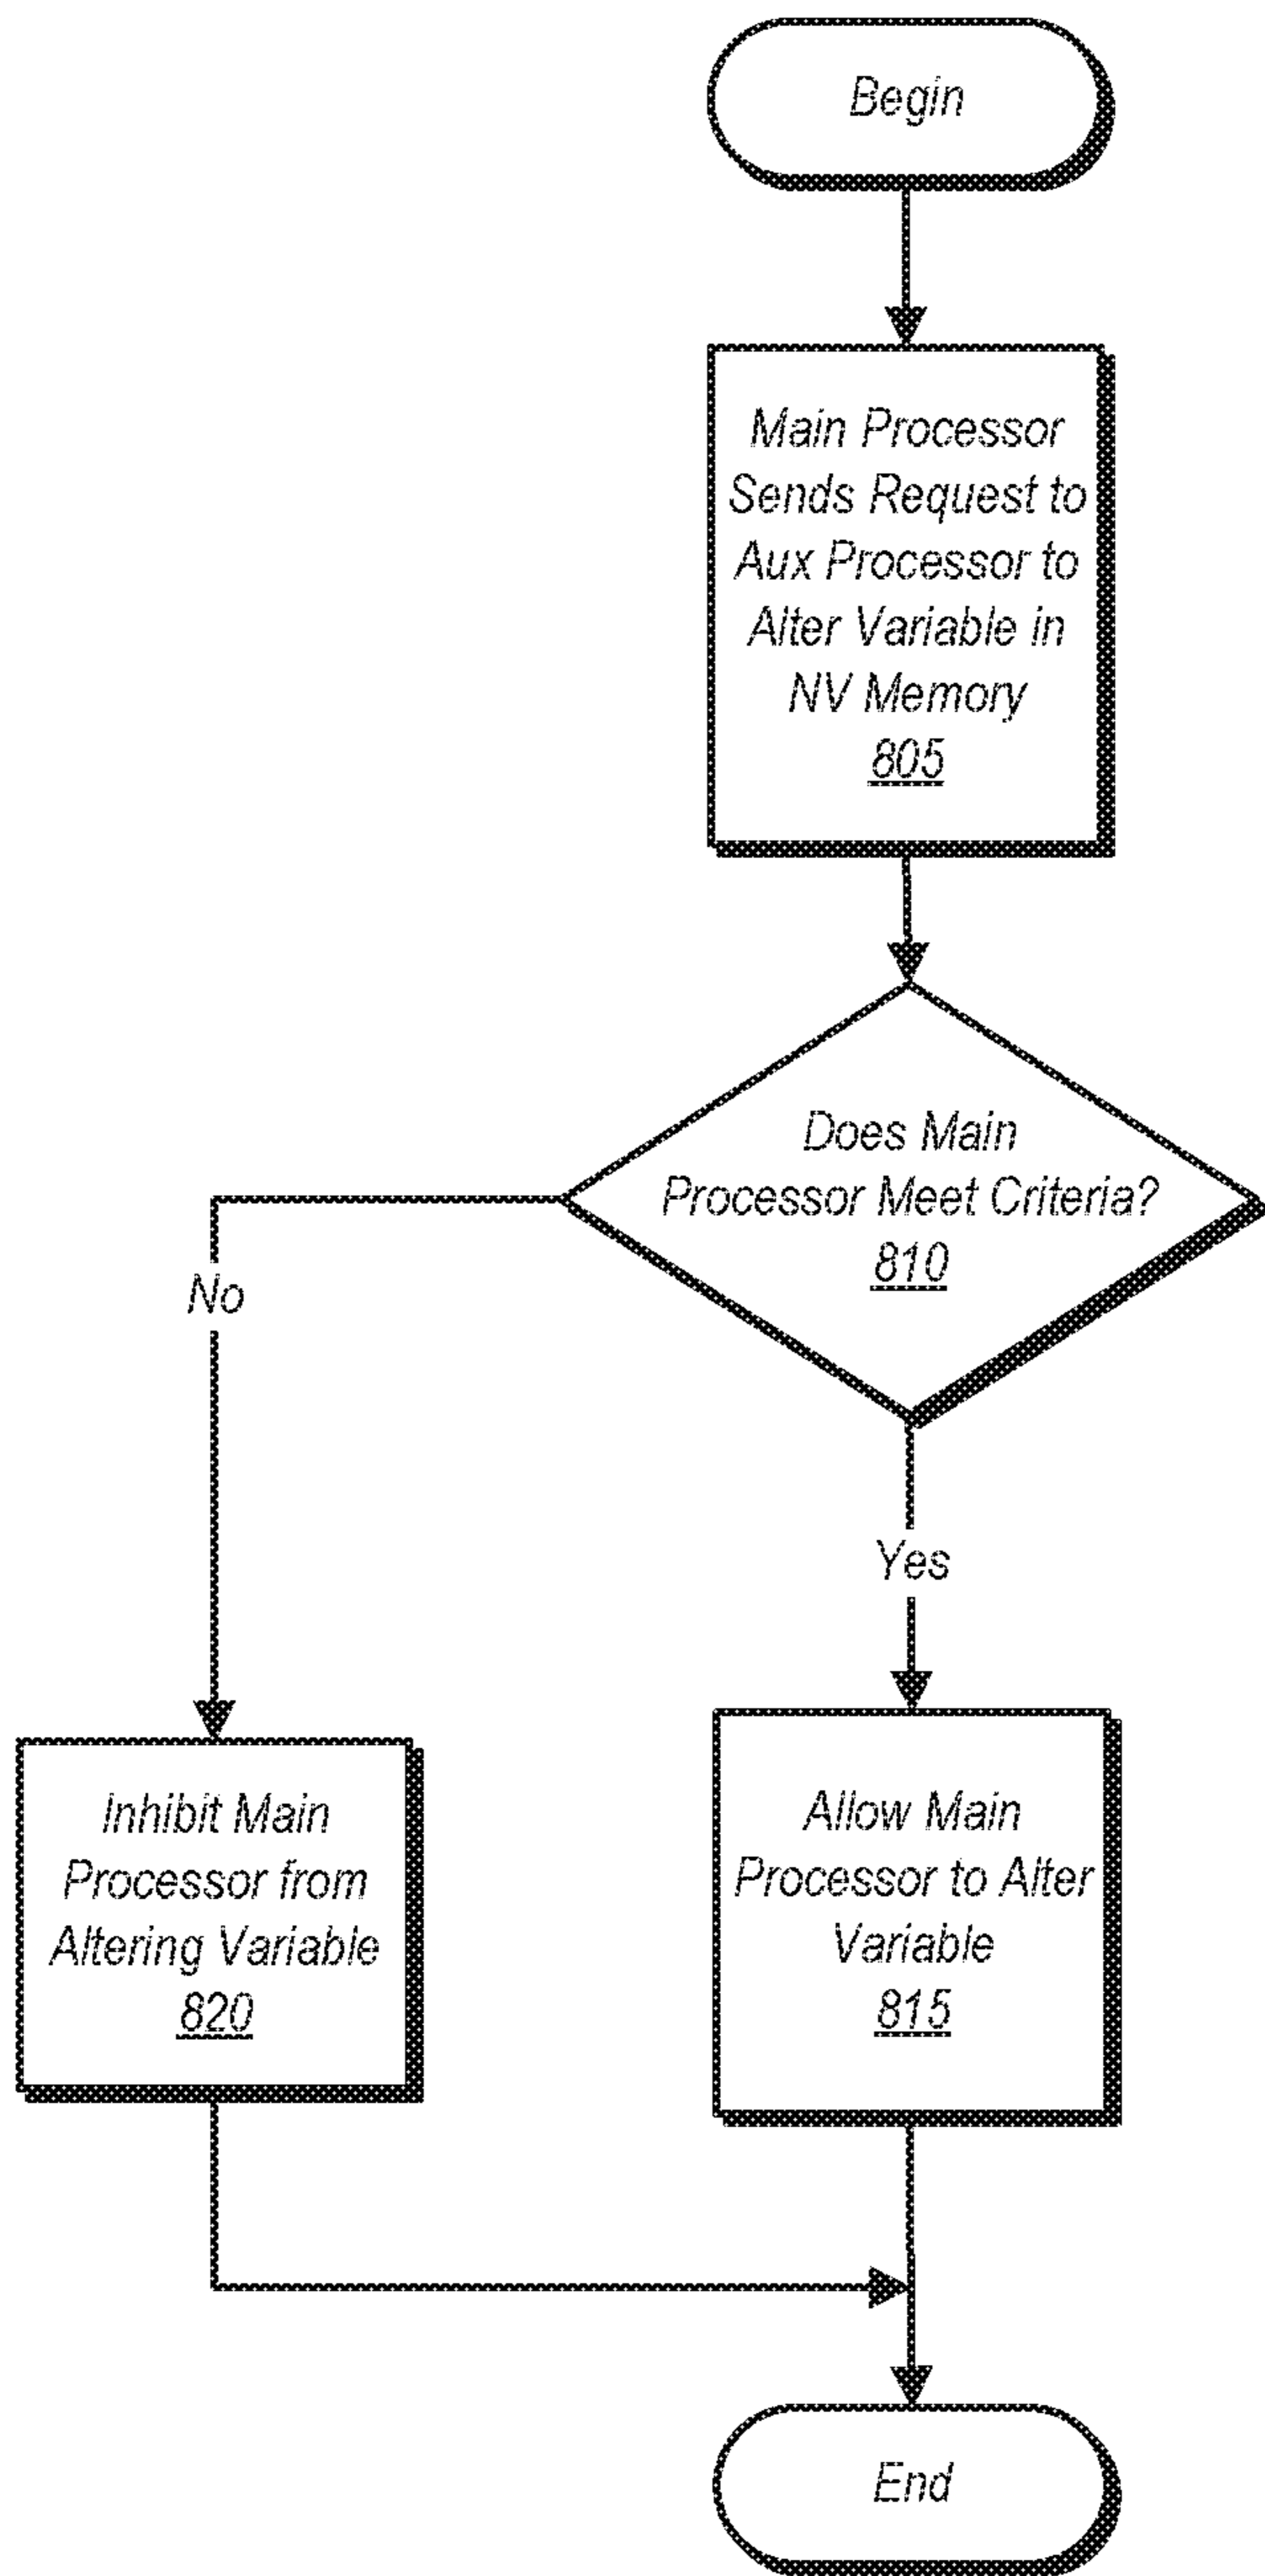 Begin
Main Processor
Sends Request to
Aux Processor to
Alter Variable in
NV Memory
805
Does Main
Processor Meet Criteria?
810
No
Yes
Inhibit Main
Processor from
Altering Variable
820
Allow Main
Processor to Alter
Variable
815
End